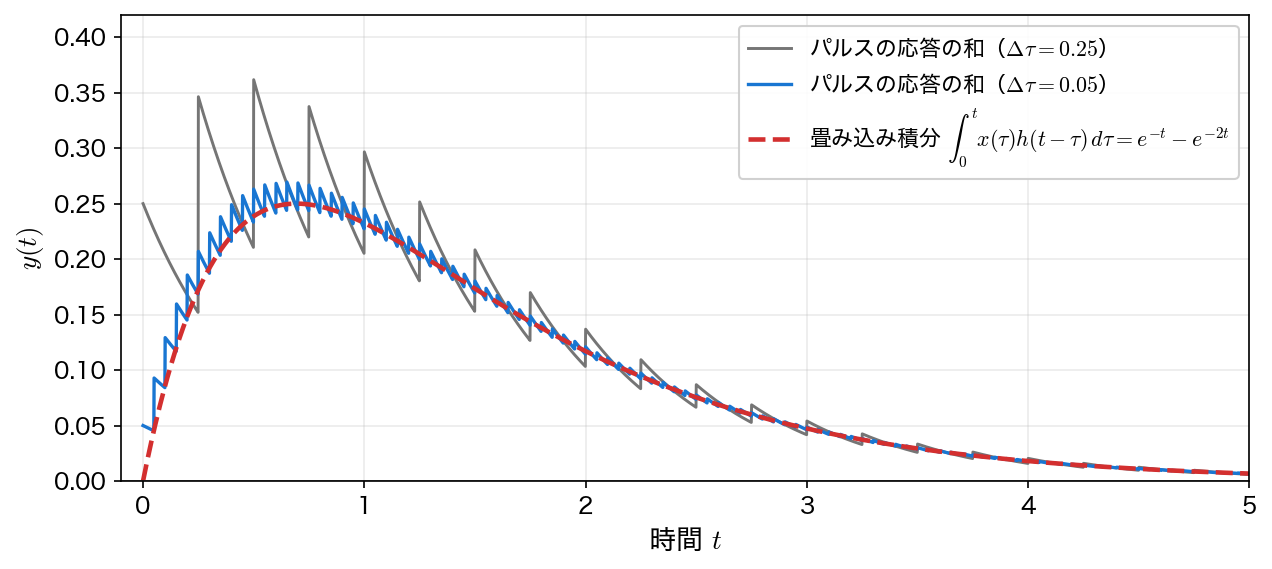 パルスの応答の和（Δτ = 0.25）
パルスの応答の和（Δτ = 0.05）
畳み込み積分 ∫₀ᵗ x(τ)h(t − τ) dτ = e⁻ᵗ − e⁻²ᵗ
y(t)
0.40
0.35
0.30
0.25
0.20
0.15
0.10
0.05
0.00
0 1 2 3 4 5
時間 t